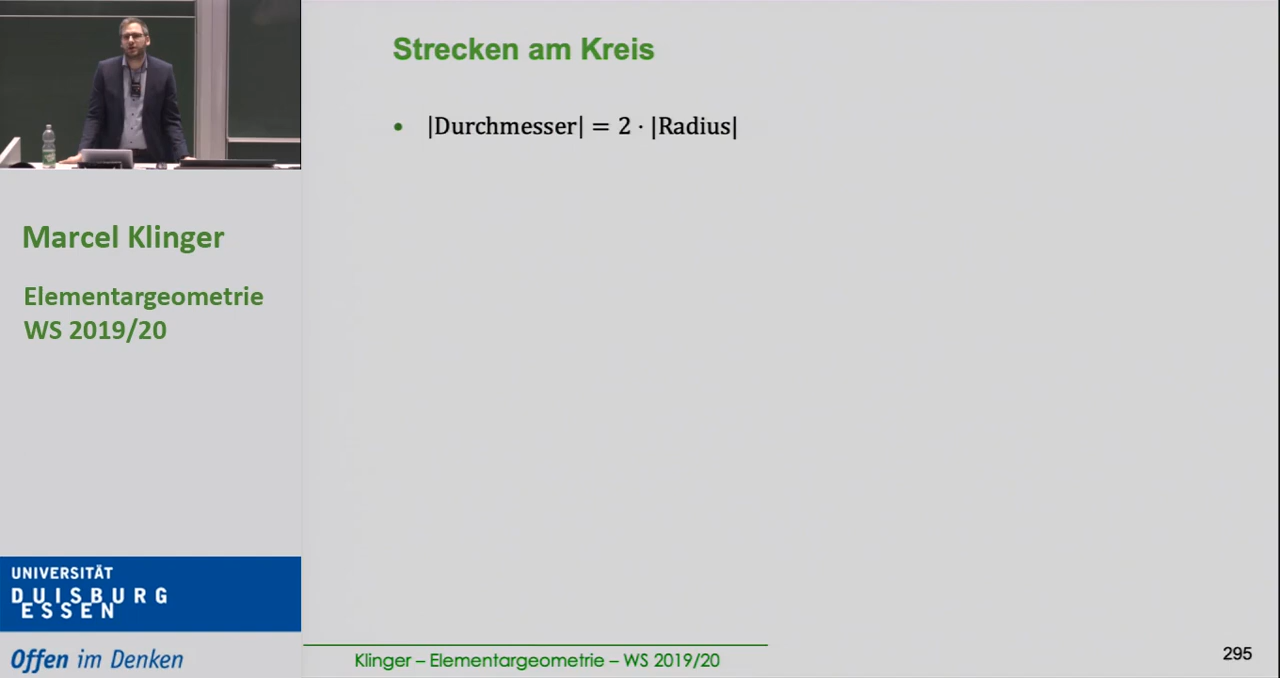 Strecken am Kreis
• |Durchmesser| = 2 · |Radius|
Marcel Klinger
Elementargeometrie
WS 2019/20
UNIVERSITÄT
DUISBURG
ESSEN
Offen im Denken
Klinger – Elementargeometrie – WS 2019/20
295